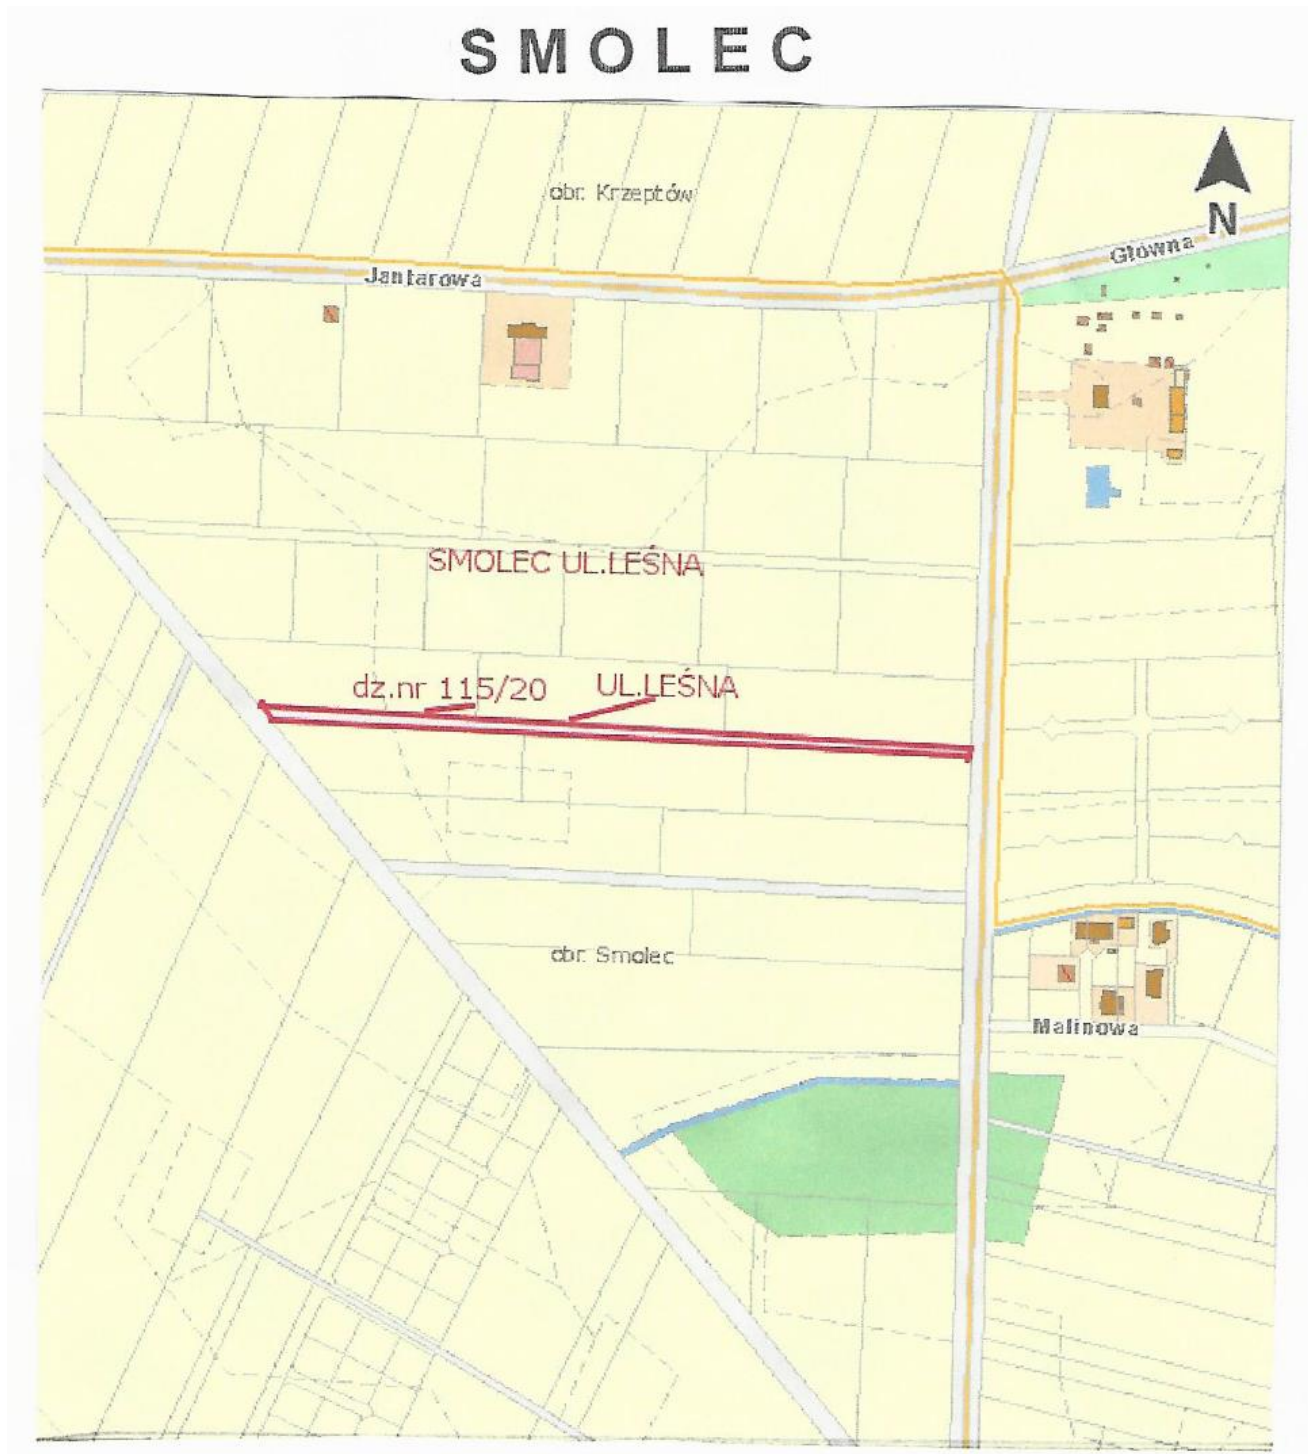 SMOLEC
N
obr. Krzeptów
Główna
Jantarowa
SMOLEC UL.LEŚNA
dz.nr 115/20
UL.LEŚNA
obr. Smolec
Malinowa